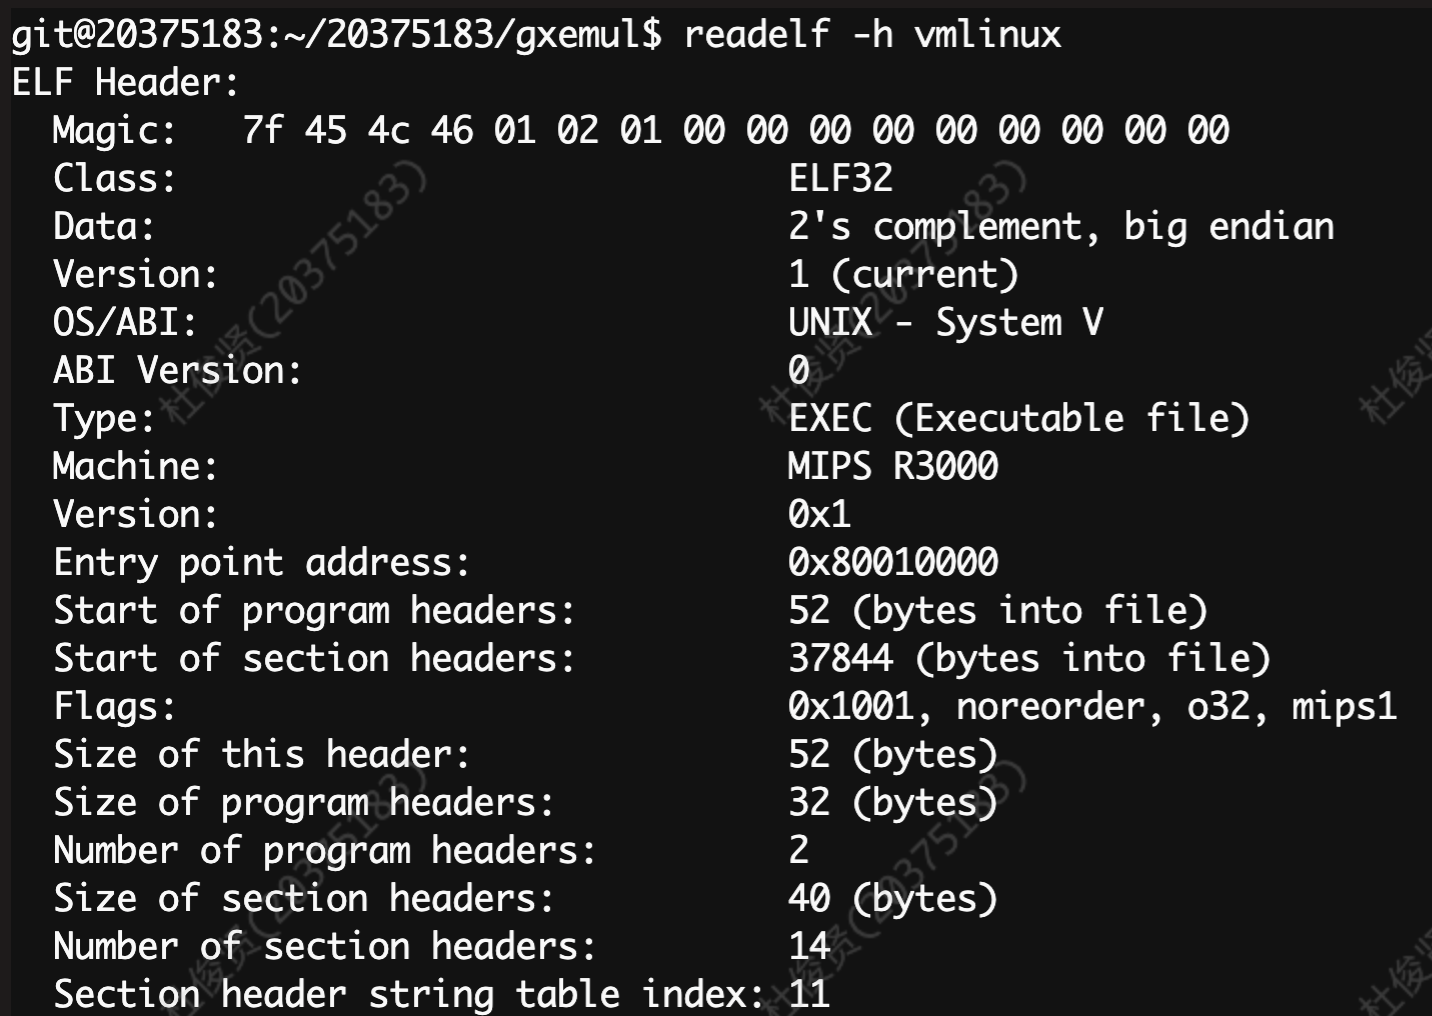 git@20375183:~/20375183/gxemul$ readelf -h vmlinux
ELF Header:
  Magic:   7f 45 4c 46 01 02 01 00 00 00 00 00 00 00 00 00
  Class:                             ELF32
  Data:                              2's complement, big endian
  Version:                           1 (current)
  OS/ABI:                            UNIX - System V
  ABI Version:                       0
  Type:                              EXEC (Executable file)
  Machine:                           MIPS R3000
  Version:                           0x1
  Entry point address:               0x80010000
  Start of program headers:          52 (bytes into file)
  Start of section headers:          37844 (bytes into file)
  Flags:                             0x1001, noreorder, o32, mips1
  Size of this header:               52 (bytes)
  Size of program headers:           32 (bytes)
  Number of program headers:         2
  Size of section headers:           40 (bytes)
  Number of section headers:         14
  Section header string table index: 11
杜俊贤(20375183)
杜俊贤(20375183)
杜俊贤
杜俊贤(20375183)
杜俊贤(20375183)
杜俊贤